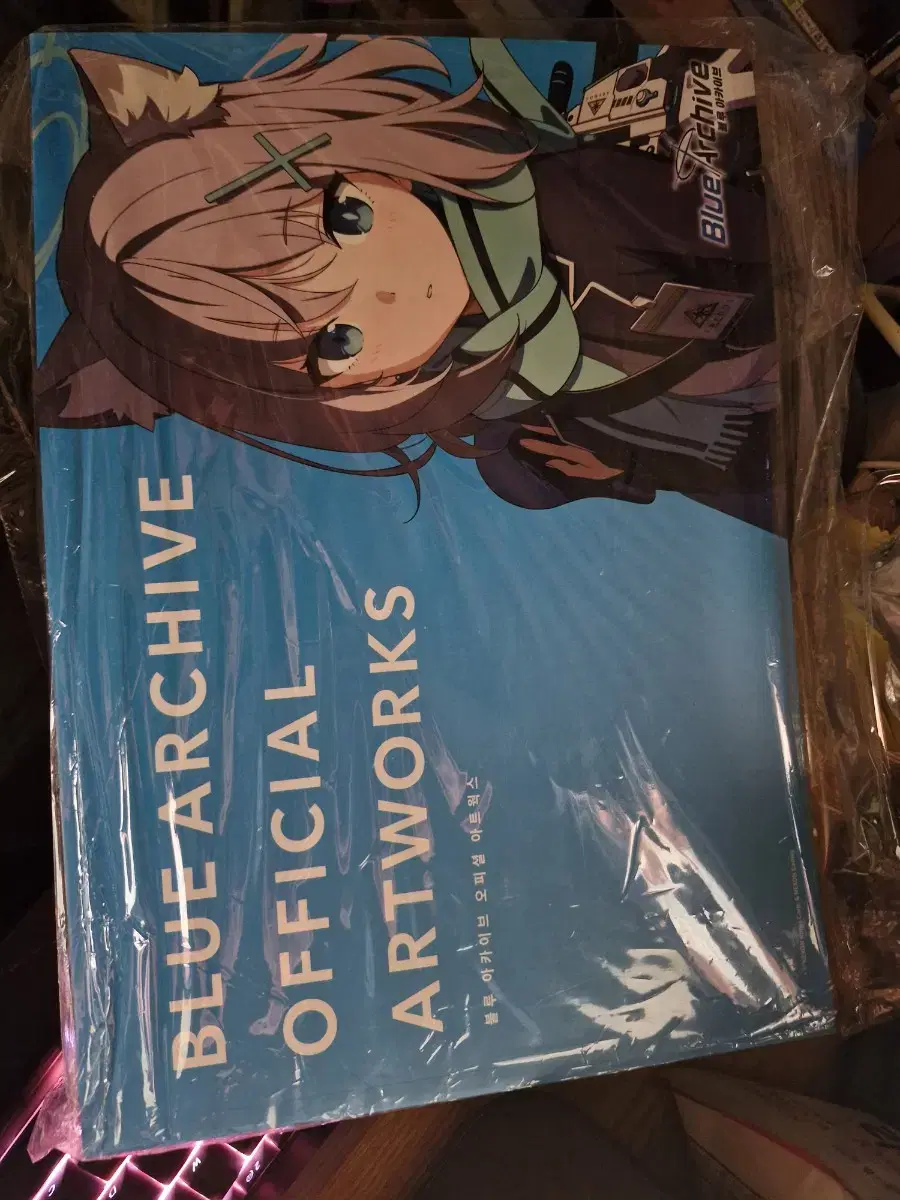 Blue Archive
블루 아카이브
BLUE ARCHIVE
OFFICIAL
ARTWORKS
블루 아카이브 오피셜 아트웍스